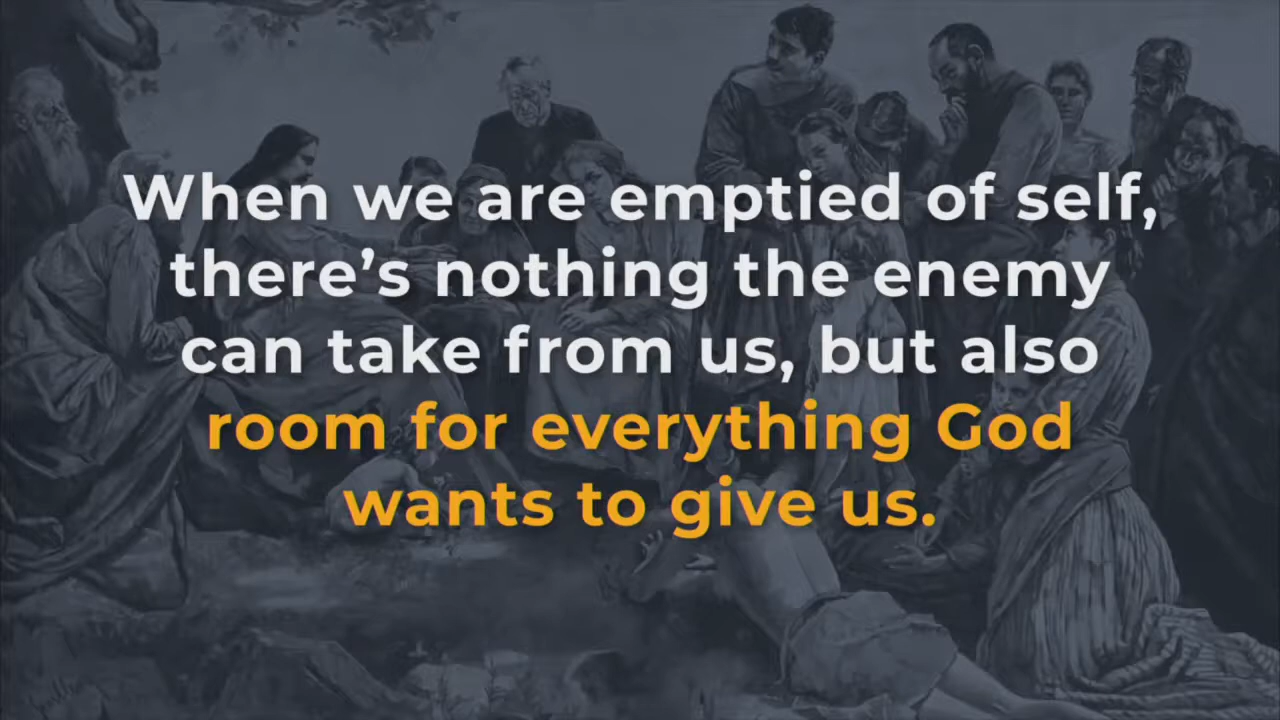 When we are emptied of self,
there’s nothing the enemy
can take from us, but also
room for everything God
wants to give us.